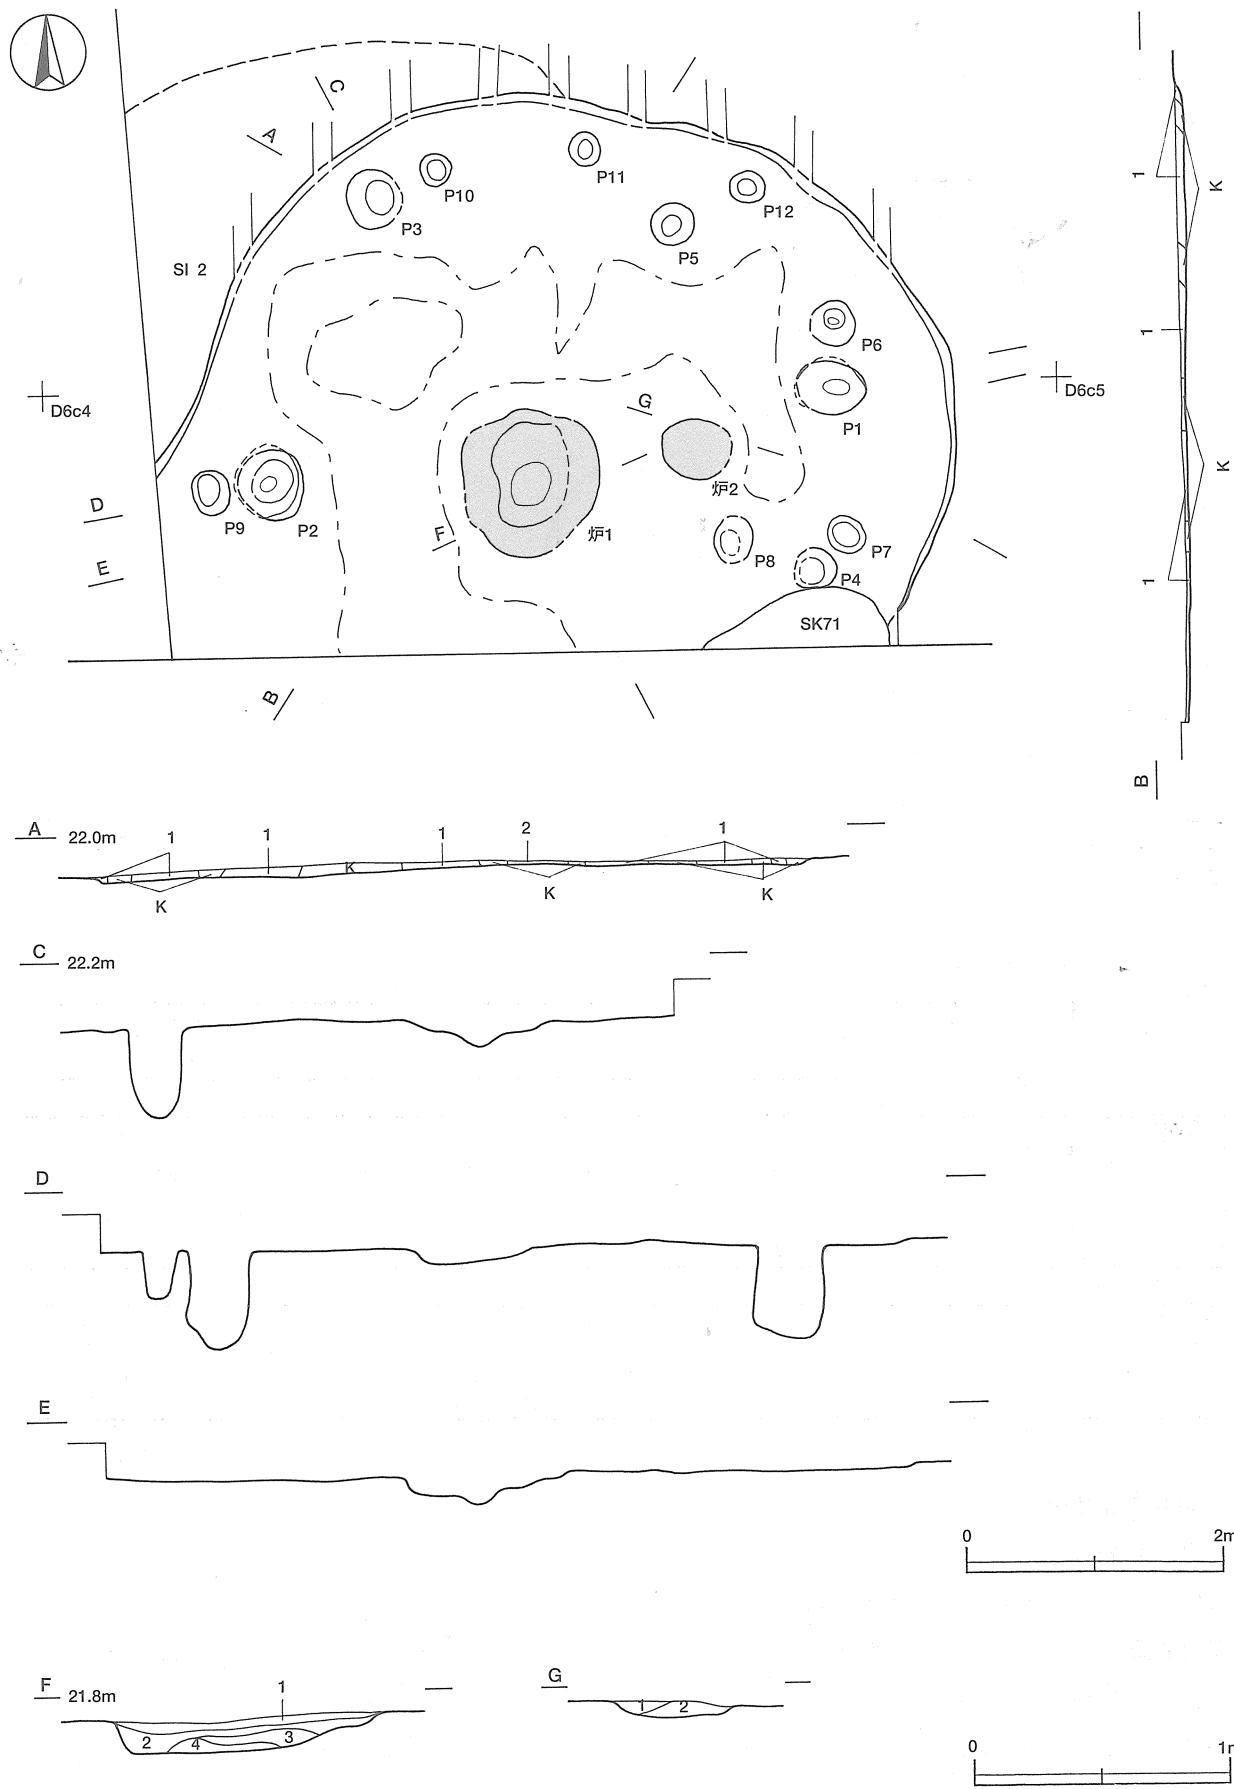 C
A
P11
P10
P12
P3
P5
SI 2
P6
G
D6c4
D6c5
P1
炉2
D
P9
P2
F
炉1
P8
P7
E
P4
SK71
B
1
K
1
K
1
B
A 22.0m 1 1 1 2 1
K
K K K
C 22.2m
D
E
0 2m
F 21.8m 1
2 4 3
G
1 2
0 1m